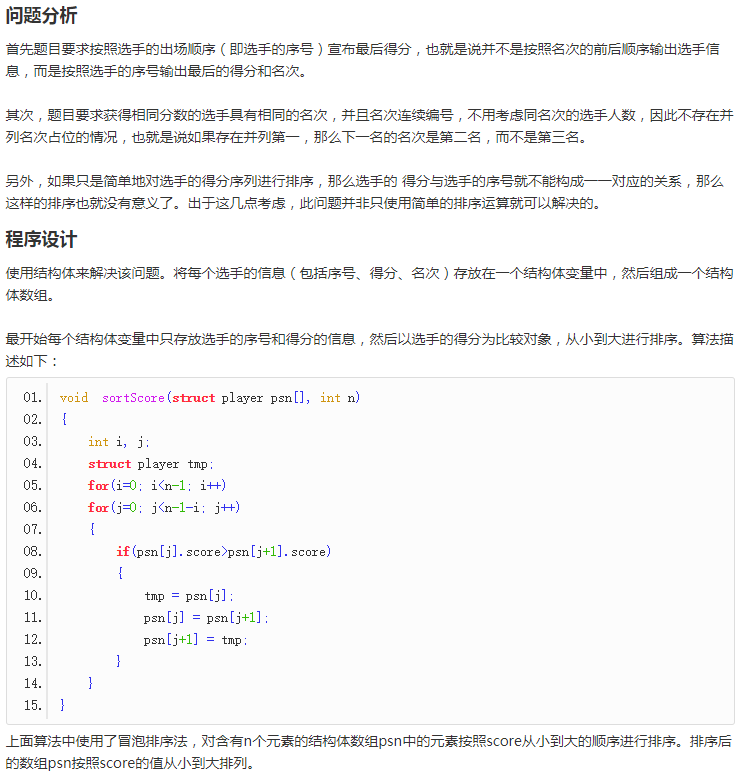 问题分析
首先题目要求按照选手的出场顺序（即选手的序号）宣布最后得分，也就是说并不是按照名次的前后顺序输出选手信
息，而是按照选手的序号输出最后的得分和名次。
其次，题目要求获得相同分数的选手具有相同的名次，并且名次连续编号，不用考虑同名次的选手人数，因此不存在并
列名次占位的情况，也就是说如果存在并列第一，那么下一名的名次是第二名，而不是第三名。
另外，如果只是简单地对选手的得分序列进行排序，那么选手的 得分与选手的序号就不能构成一一对应的关系，那么
这样的排序也就没有意义了。出于这几点考虑，此问题并非只使用简单的排序运算就可以解决的。
程序设计
使用结构体来解决该问题。将每个选手的信息（包括序号、得分、名次）存放在一个结构体变量中，然后组成一个结构
体数组。
最开始每个结构体变量中只存放选手的序号和得分的信息，然后以选手的得分为比较对象，从小到大进行排序。算法描
述如下：
01. void  sortScore(struct player psn[], int n)
02. {
03.     int i, j;
04.     struct player tmp;
05.     for(i=0; i<n-1; i++)
06.     for(j=0; j<n-1-i; j++)
07.     {
08.         if(psn[j].score>psn[j+1].score)
09.         {
10.             tmp = psn[j];
11.             psn[j] = psn[j+1];
12.             psn[j+1] = tmp;
13.         }
14.     }
15. }
上面算法中使用了冒泡排序法，对含有n个元素的结构体数组psn中的元素按照score从小到大的顺序进行排序。排序后
的数组psn按照score的值从小到大排列。